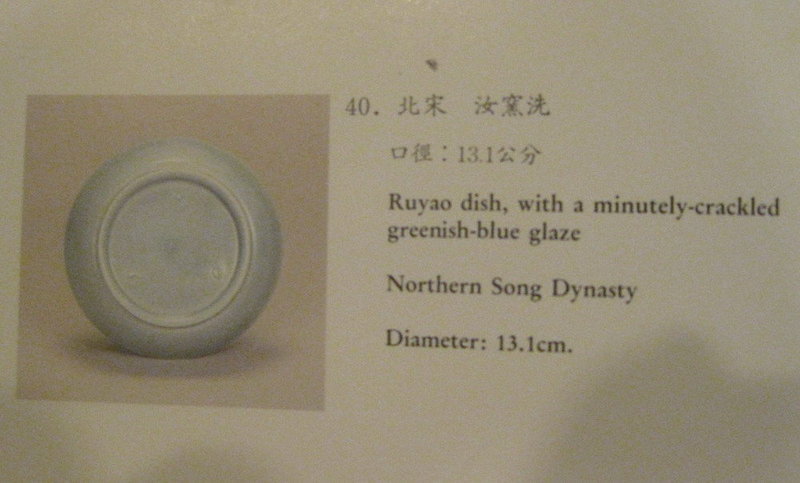 40. 北宋 汝窯洗
口徑：13.1公分
Ruyao dish, with a minutely-crackled
greenish-blue glaze
Northern Song Dynasty
Diameter: 13.1cm.